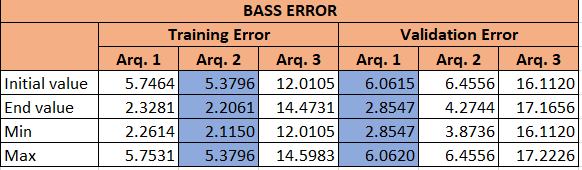 BASS ERROR
Training Error Validation Error
Arq. 1 Arq. 2 Arq. 3 Arq. 1 Arq. 2 Arq. 3
Initial value 5.7464 5.3796 12.0105 6.0615 6.4556 16.1120
End value 2.3281 2.2061 14.4731 2.8547 4.2744 17.1656
Min 2.2614 2.1150 12.0105 2.8547 3.8736 16.1120
Max 5.7531 5.3796 14.5983 6.0620 6.4556 17.2226